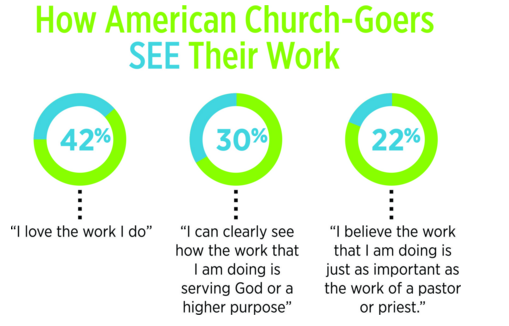 How American Church-Goers
SEE Their Work
42%
30%
22%
“I love the work I do”
“I can clearly see
how the work that
I am doing is
serving God or a
higher purpose”
“I believe the work
that I am doing is
just as important as
the work of a pastor
or priest.”